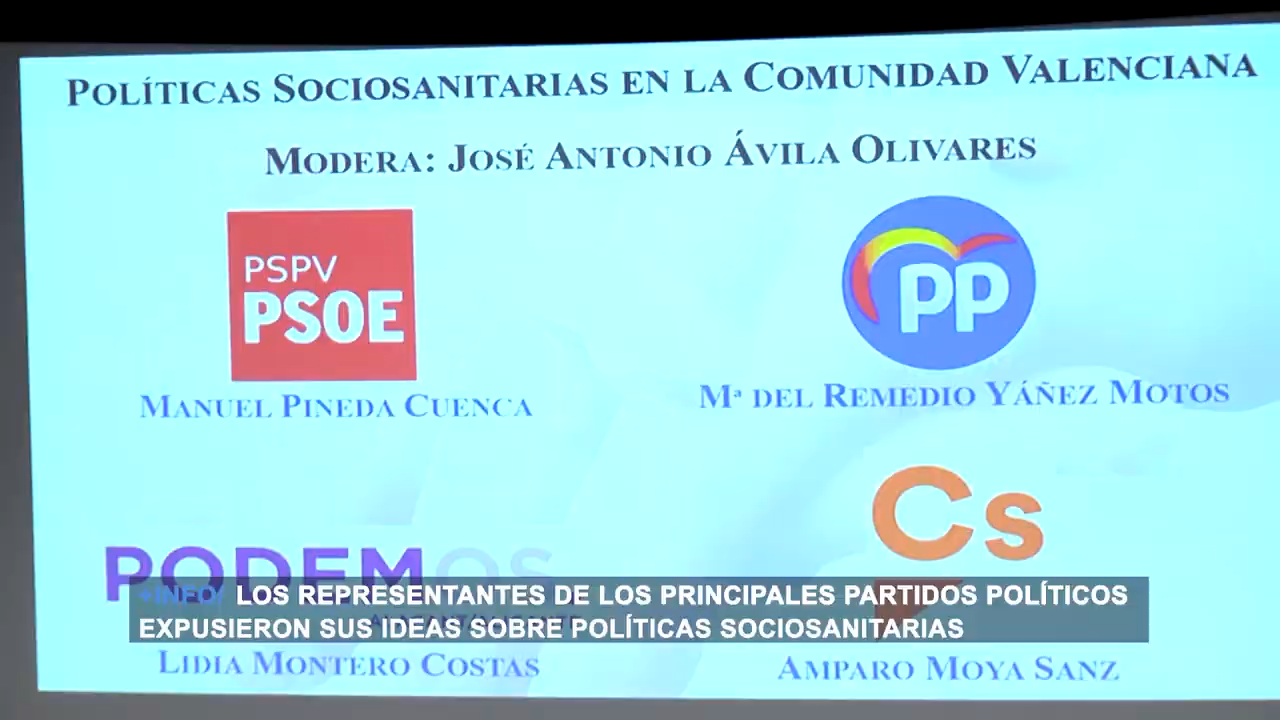 POLÍTICAS SOCIOSANITARIAS EN LA COMUNIDAD VALENCIANA
MODERA: JOSÉ ANTONIO ÁVILA OLIVARES
PSPV
PSOE
PP
MANUEL PINEDA CUENCA
Mª DEL REMEDIO YÁÑEZ MOTOS
Cs
PODEMOS
+INFO: LOS REPRESENTANTES DE LOS PRINCIPALES PARTIDOS POLÍTICOS
EXPUSIERON SUS IDEAS SOBRE POLÍTICAS SOCIOSANITARIAS
LIDIA MONTERO COSTAS
AMPARO MOYA SANZ